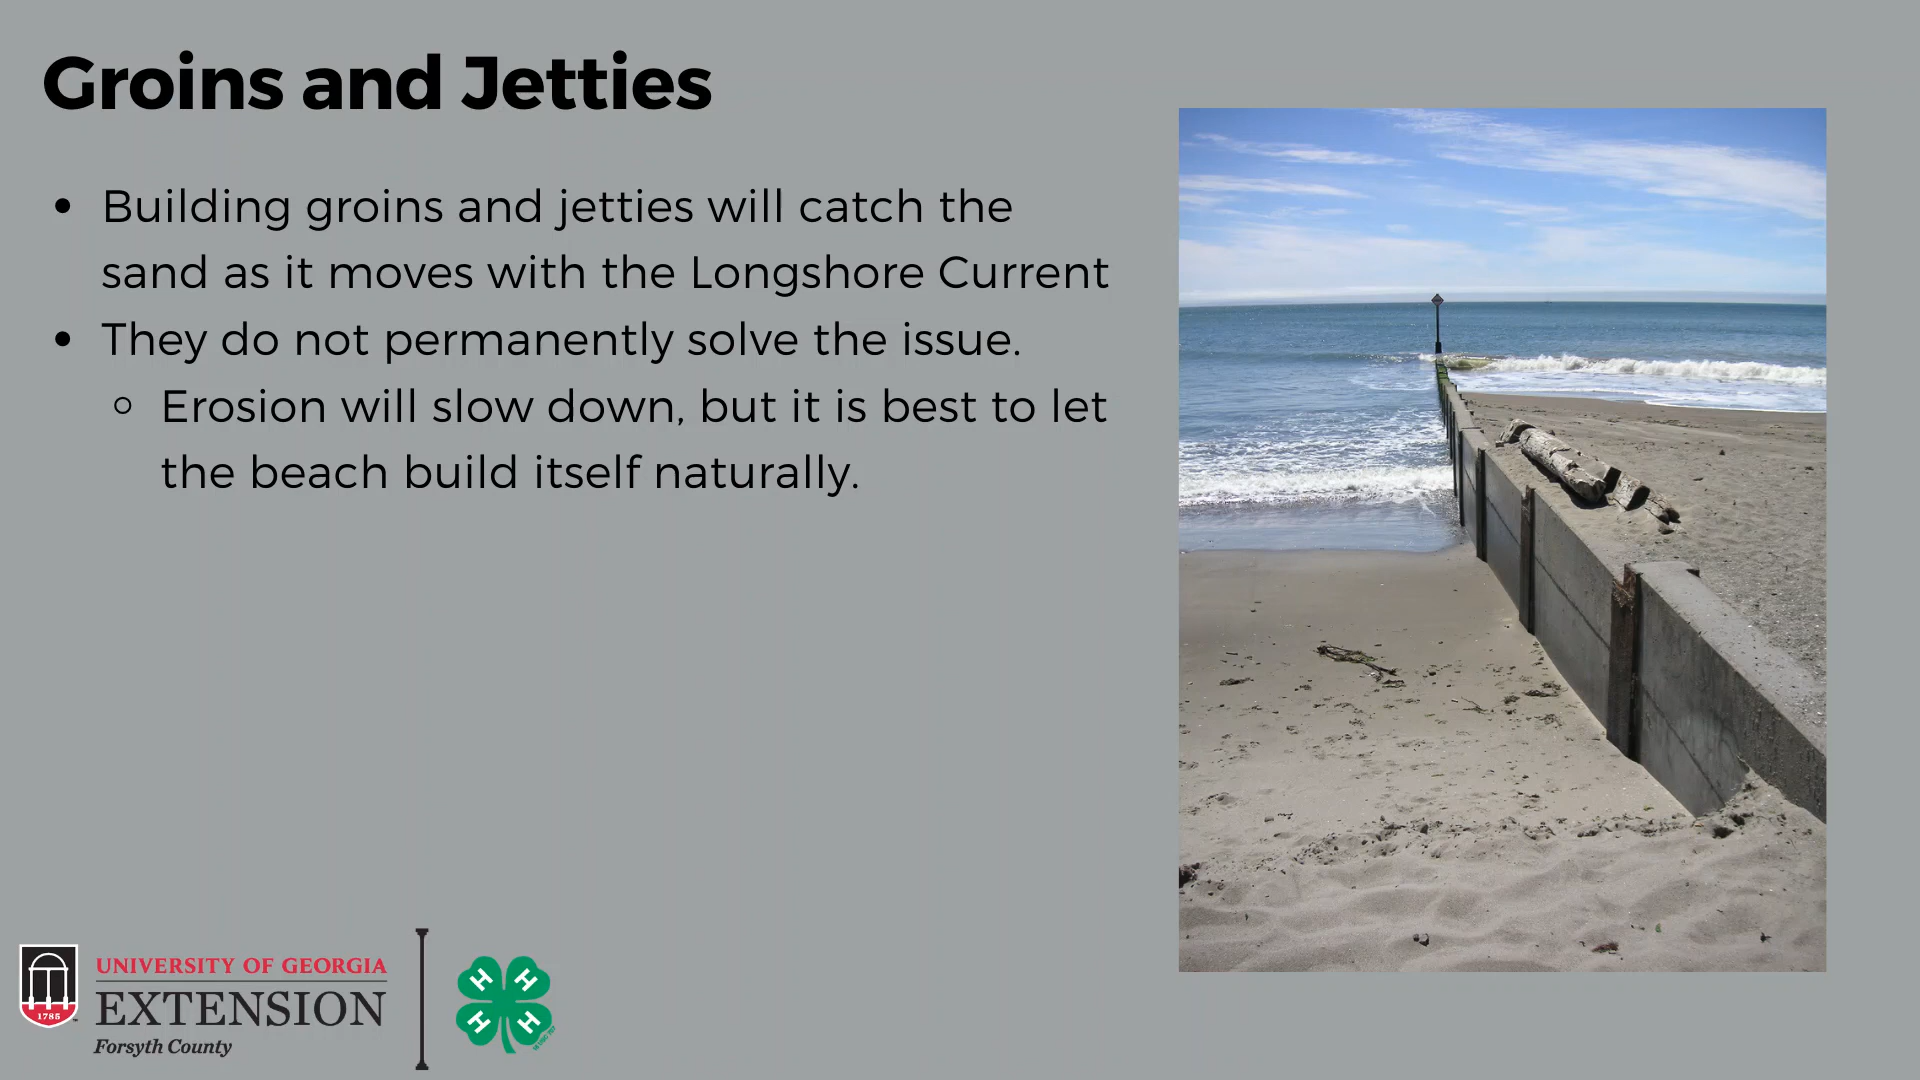 Groins and Jetties
• Building groins and jetties will catch the
sand as it moves with the Longshore Current
• They do not permanently solve the issue.
○ Erosion will slow down, but it is best to let
the beach build itself naturally.
UNIVERSITY OF GEORGIA
EXTENSION
Forsyth County
1785
H H
H H